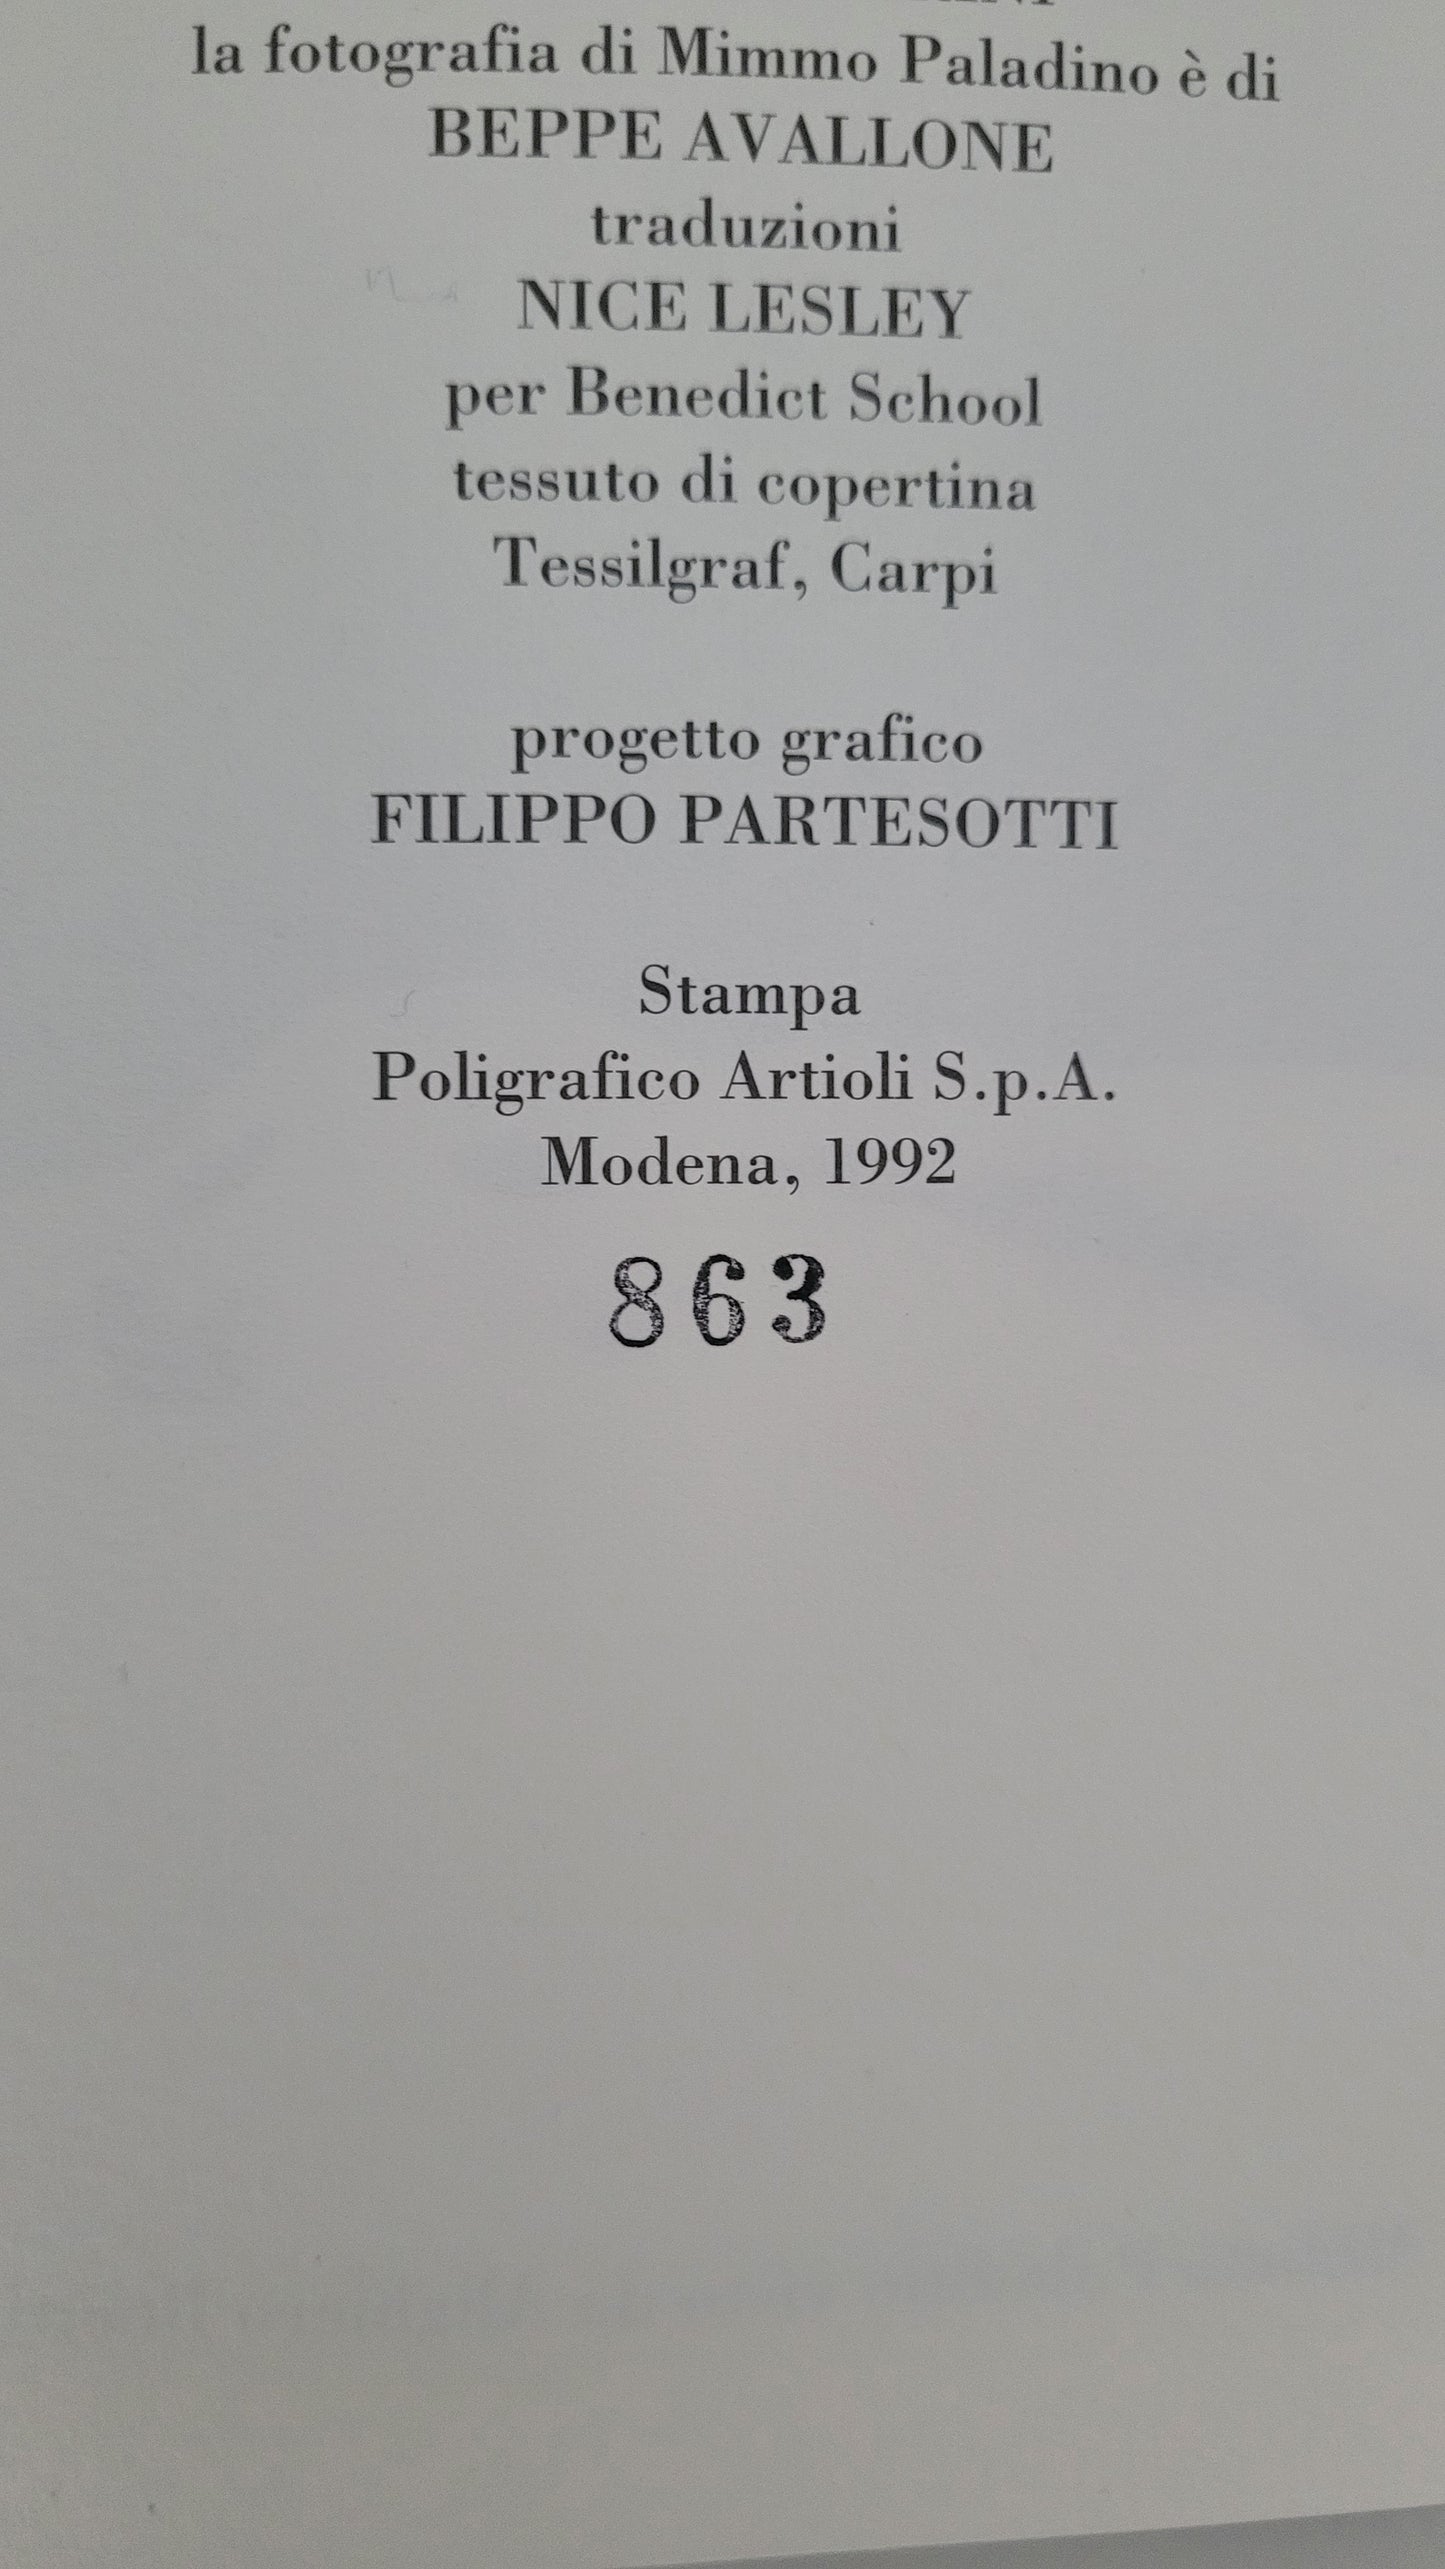 la fotografia di Mimmo Paladino è di
BEPPE AVALLONE
traduzioni
NICE LESLEY
per Benedict School
tessuto di copertina
Tessilgraf, Carpi
progetto grafico
FILIPPO PARTESOTTI
Stampa
Poligrafico Artioli S.p.A.
Modena, 1992
863